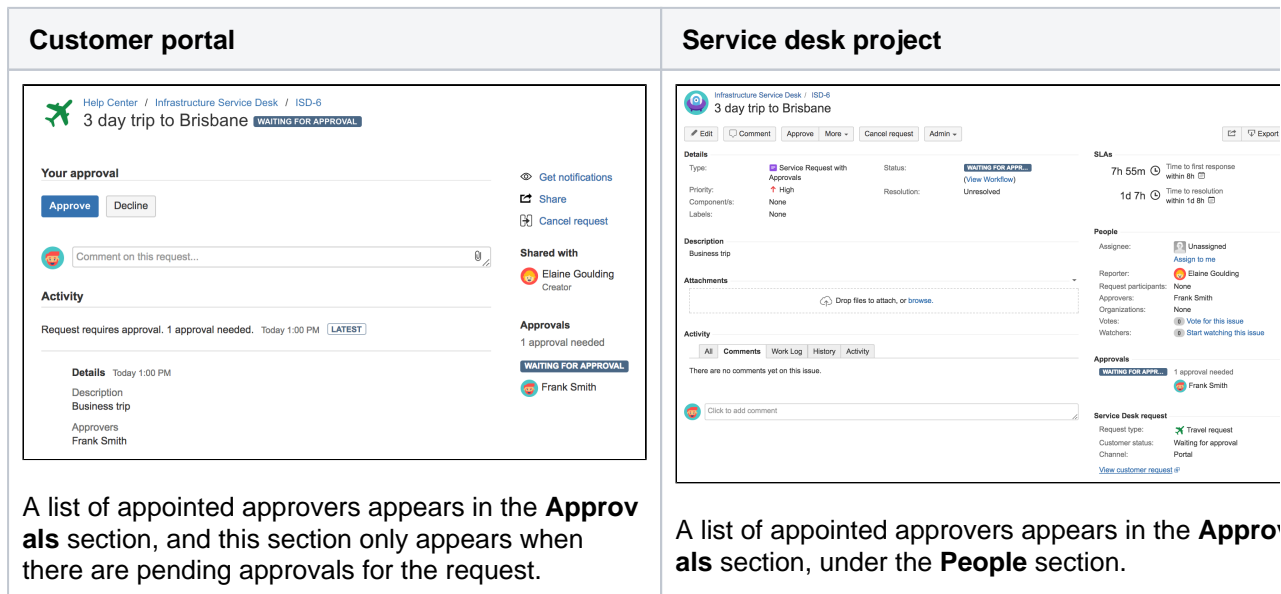 Customer portal
Service desk project
Help Center / Infrastructure Service Desk / ISD-6
3 day trip to Brisbane WAITING FOR APPROVAL
Your approval
Approve Decline
Get notifications
Share
Cancel request
Comment on this request...
Shared with
Elaine Goulding
Creator
Activity
Request requires approval. 1 approval needed. Today 1:00 PM LATEST
Approvals
1 approval needed
WAITING FOR APPROVAL
Frank Smith
Details Today 1:00 PM
Description
Business trip
Approvers
Frank Smith
A list of appointed approvers appears in the Approv
als section, and this section only appears when
there are pending approvals for the request.
Infrastructure Service Desk / ISD-6
3 day trip to Brisbane
Edit Comment Approve More Cancel request Admin Export
Details
Type: Service Request with
Approvals
Status: WAITING FOR APPR...
(View Workflow)
Priority: High
Resolution: Unresolved
Component/s: None
Labels: None
Description
Business trip
Attachments
Drop files to attach, or browse.
Activity
All Comments Work Log History Activity
There are no comments yet on this issue.
Click to add comment
SLAs
7h 55m Time to first response
within 8h
1d 7h Time to resolution
within 1d 8h
People
Assignee: Unassigned
Assign to me
Reporter: Elaine Goulding
Request participants: None
Approvers: Frank Smith
Organizations: None
Votes: 0 Vote for this issue
Watchers: 0 Start watching this issue
Approvals
WAITING FOR APPR... 1 approval needed
Frank Smith
Service Desk request
Request type: Travel request
Customer status: Waiting for approval
Channel: Portal
View customer request
A list of appointed approvers appears in the Approv
als section, under the People section.